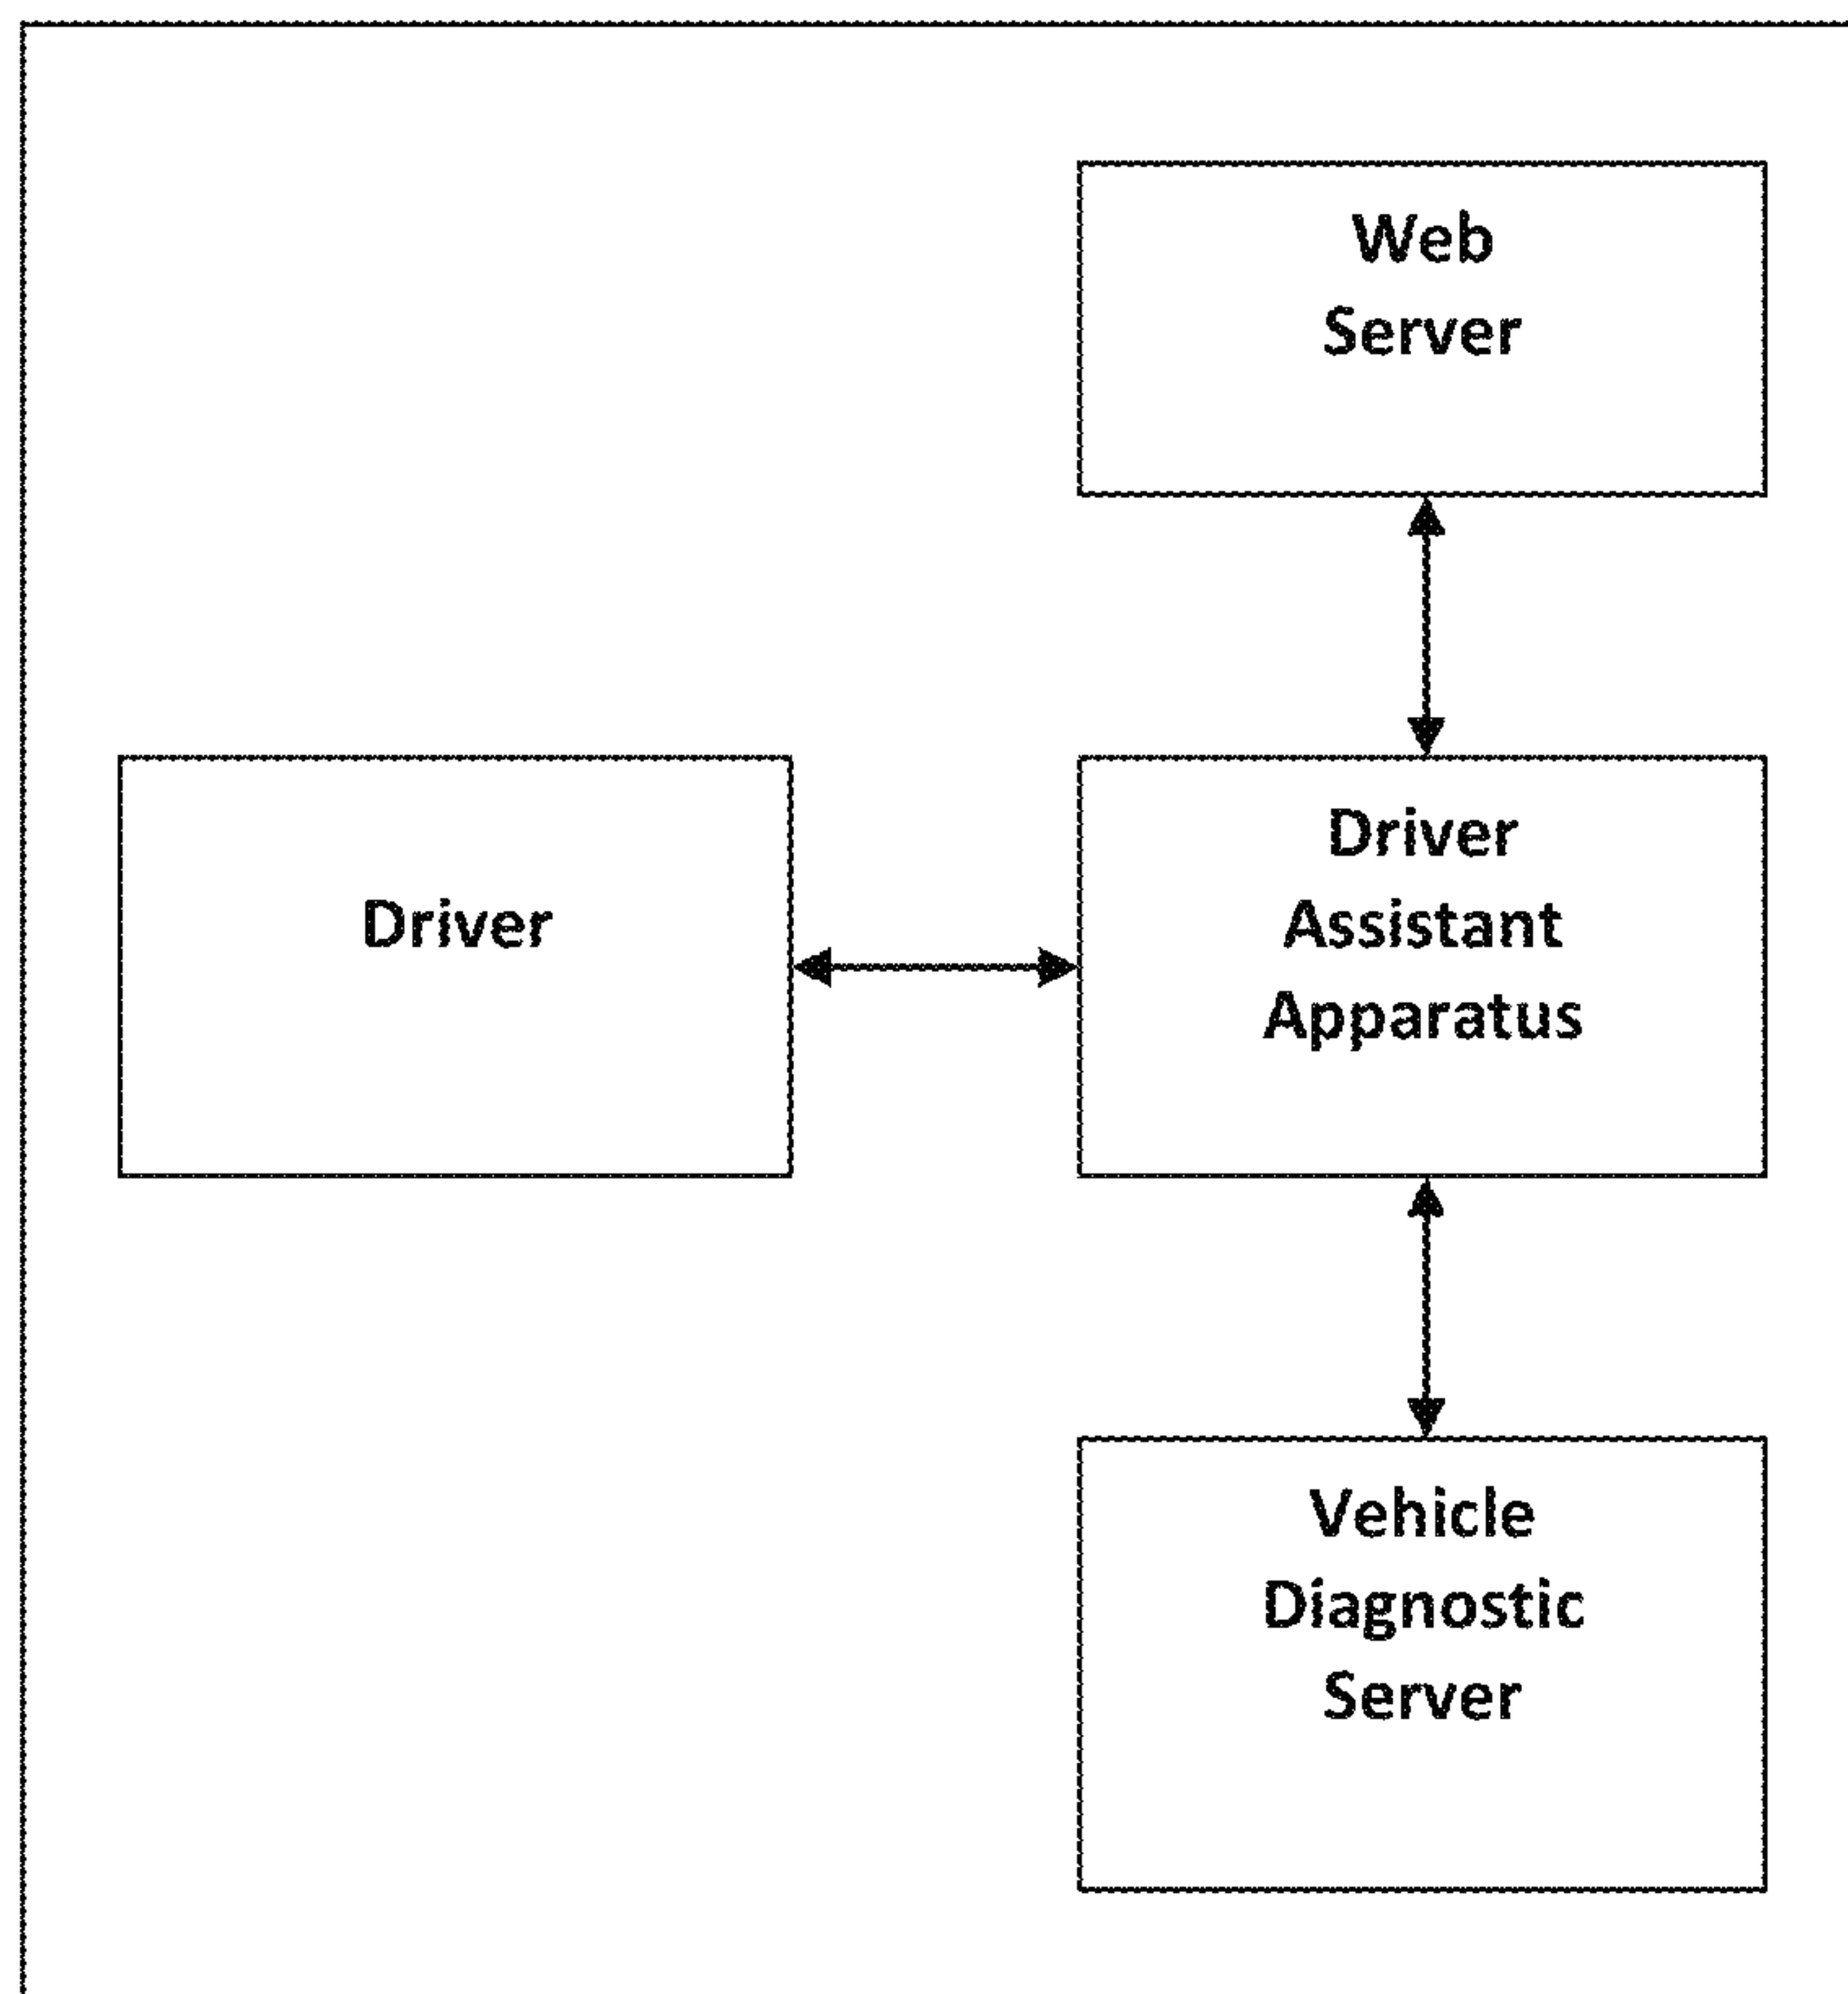 Web
Server
Driver
Driver
Assistant
Apparatus
Vehicle
Diagnostic
Server